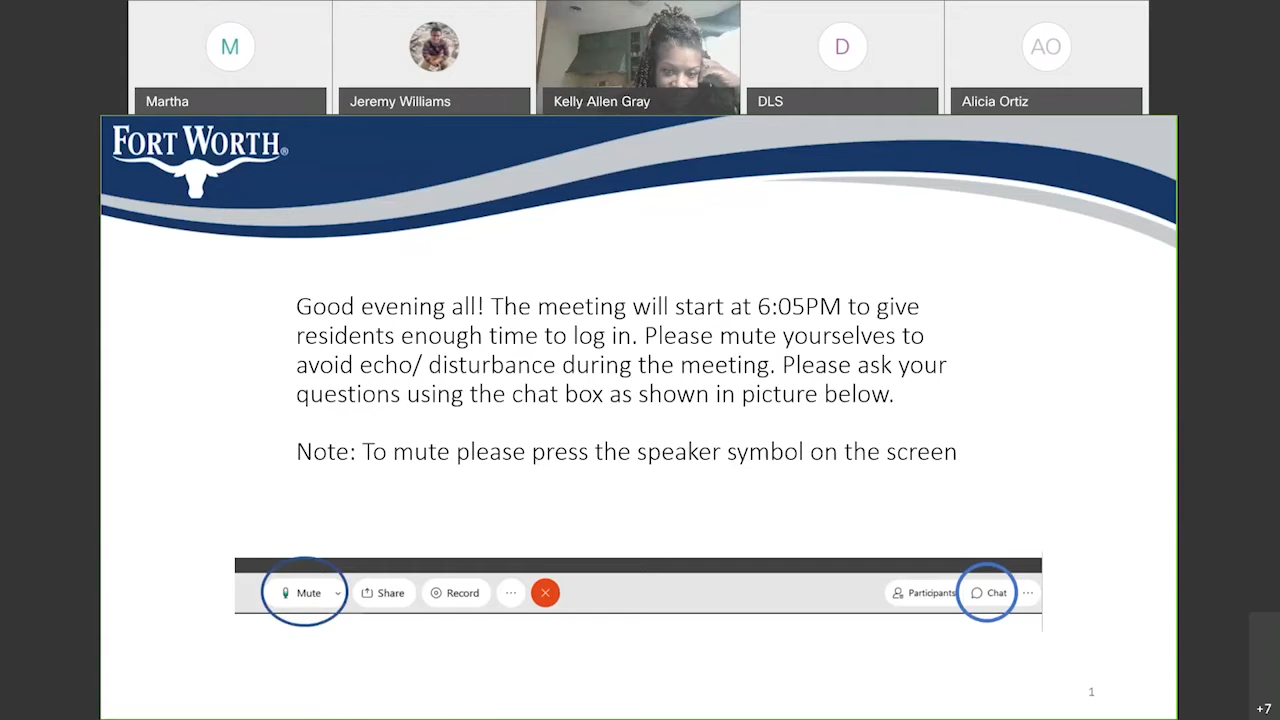 M
D
AO
Martha
Jeremy Williams
Kelly Allen Gray
DLS
Alicia Ortiz
FORT WORTH®
Good evening all! The meeting will start at 6:05PM to give
residents enough time to log in. Please mute yourselves to
avoid echo/ disturbance during the meeting. Please ask your
questions using the chat box as shown in picture below.
Note: To mute please press the speaker symbol on the screen
Mute
Share
Record
Participants
Chat
1
+7